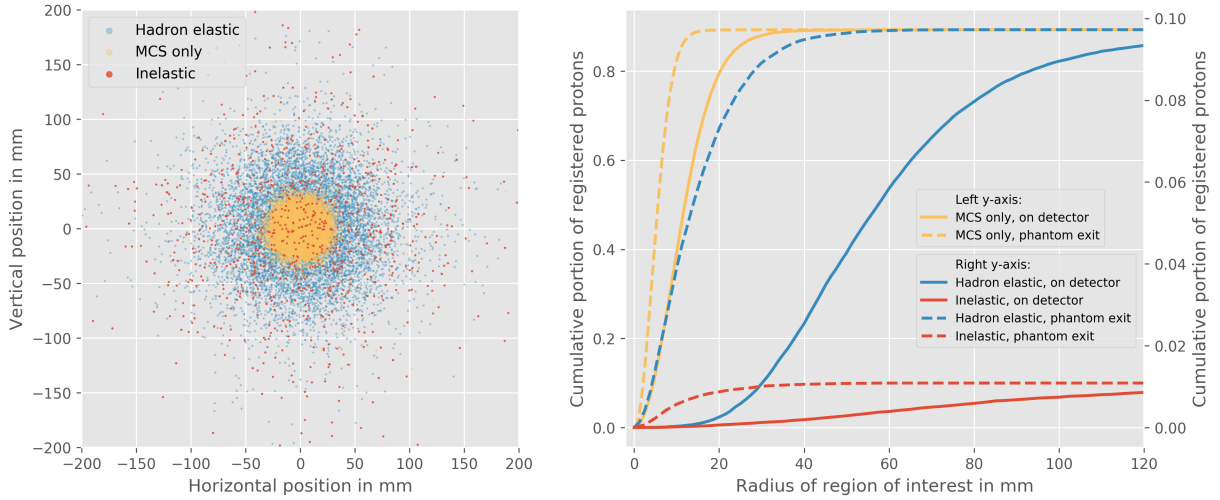 200
150
100
50
0
−50
−100
−150
−200
Vertical position in mm
Hadron elastic
MCS only
Inelastic
−200 −150 −100 −50 0 50 100 150 200
Horizontal position in mm
0.8
0.6
0.4
0.2
0.0
Cumulative portion of registered protons
Left y-axis:
MCS only, on detector
MCS only, phantom exit
Right y-axis:
Hadron elastic, on detector
Inelastic, on detector
Hadron elastic, phantom exit
Inelastic, phantom exit
0 20 40 60 80 100 120
Radius of region of interest in mm
0.10
0.08
0.06
0.04
0.02
0.00
Cumulative portion of registered protons